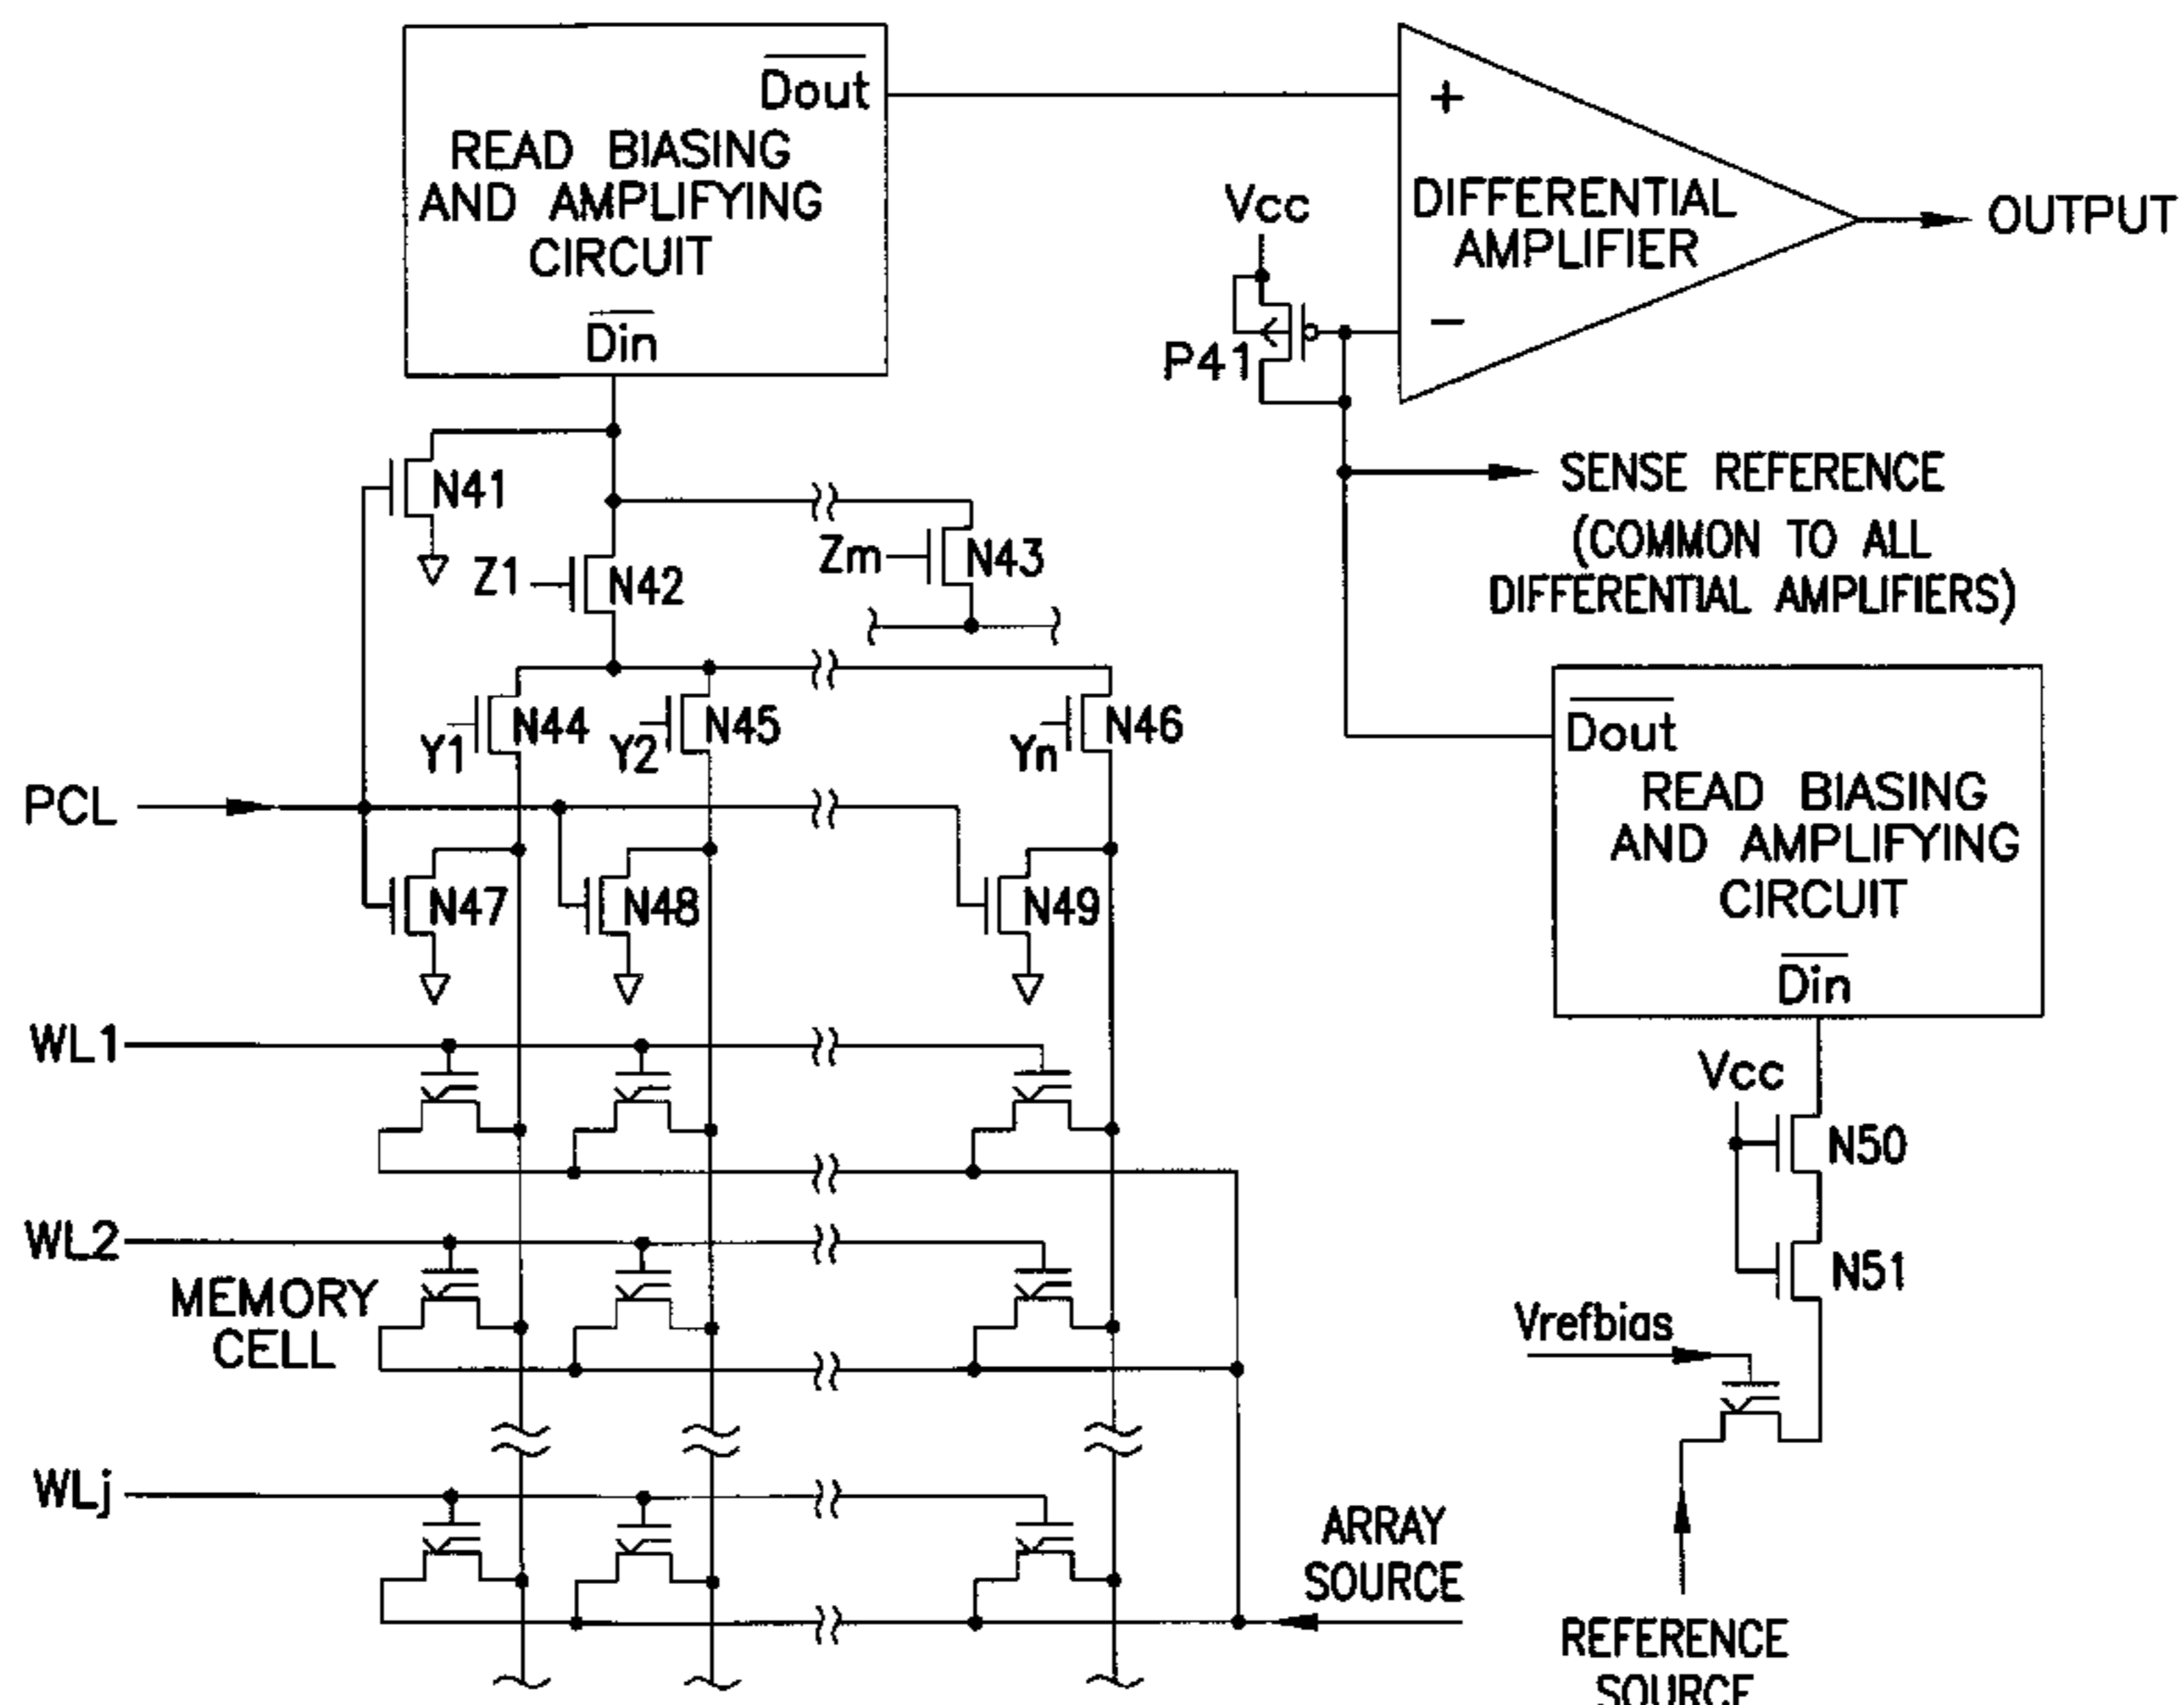 Dout
READ BIASING
AND AMPLIFYING
CIRCUIT
Din
+
DIFFERENTIAL
AMPLIFIER
−
OUTPUT
Vcc
P41
N41
Z1
N42
Zm
N43
SENSE REFERENCE
(COMMON TO ALL
DIFFERENTIAL AMPLIFIERS)
Y1
N44
Y2
N45
Yn
N46
Dout
READ BIASING
AND AMPLIFYING
CIRCUIT
Din
PCL
N47
N48
N49
WL1
Vcc
N50
WL2
N51
MEMORY
CELL
Vrefbias
WLj
ARRAY
SOURCE
REFERENCE
SOURCE